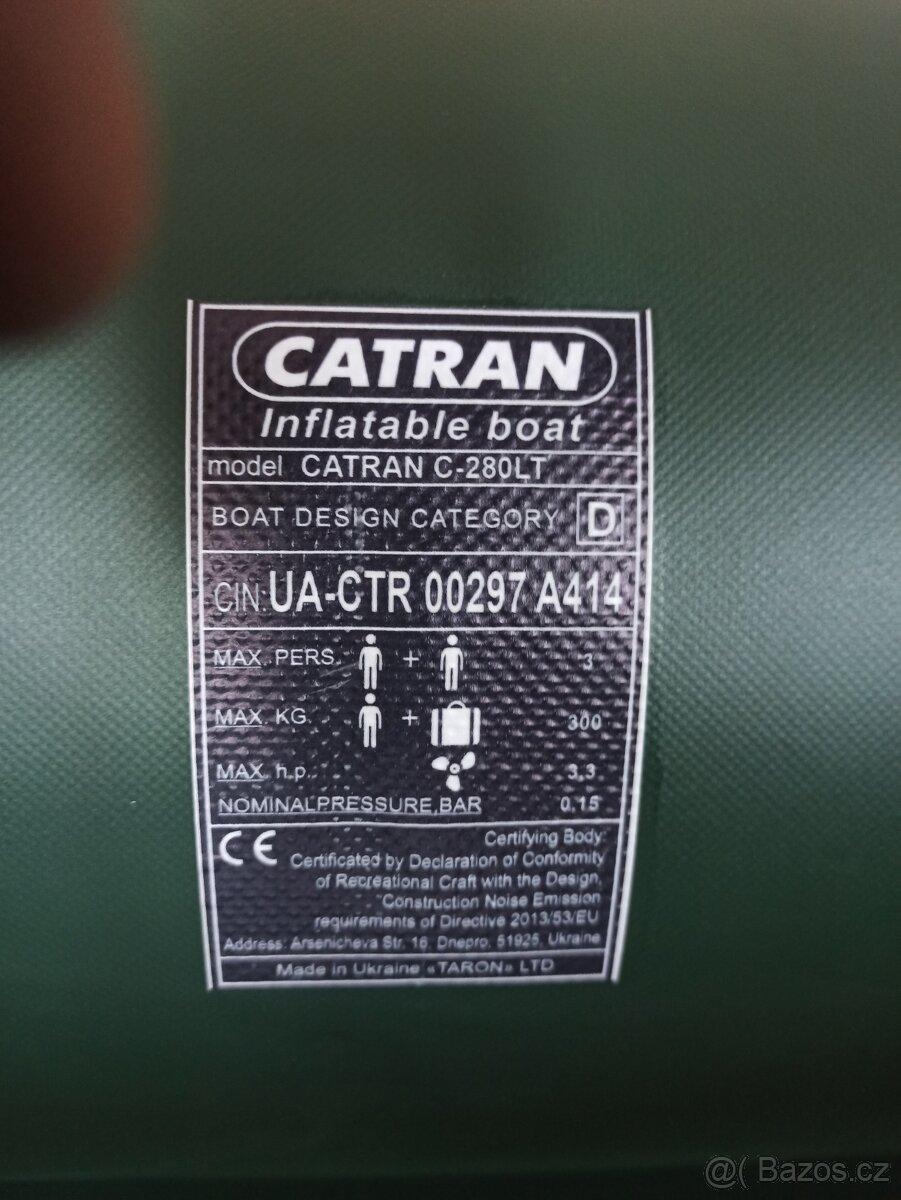 CATRAN
Inflatable boat
model CATRAN C-280LT
BOAT DESIGN CATEGORY D
CIN:UA-CTR 00297 A414
MAX. PERS. + 3
MAX. KG. + 300
MAX. h.p.. 3,3
NOMINAL PRESSURE, BAR 0,15
CE Certifying Body:
Certificated by Declaration of Conformity
of Recreational Craft with the Design,
Construction Noise Emission
requirements of Directive 2013/53/EU
Address: Arsenicheva Str. 16, Dnepro, 51925, Ukraine
Made in Ukraine «TARON» LTD
@( Bazos.cz